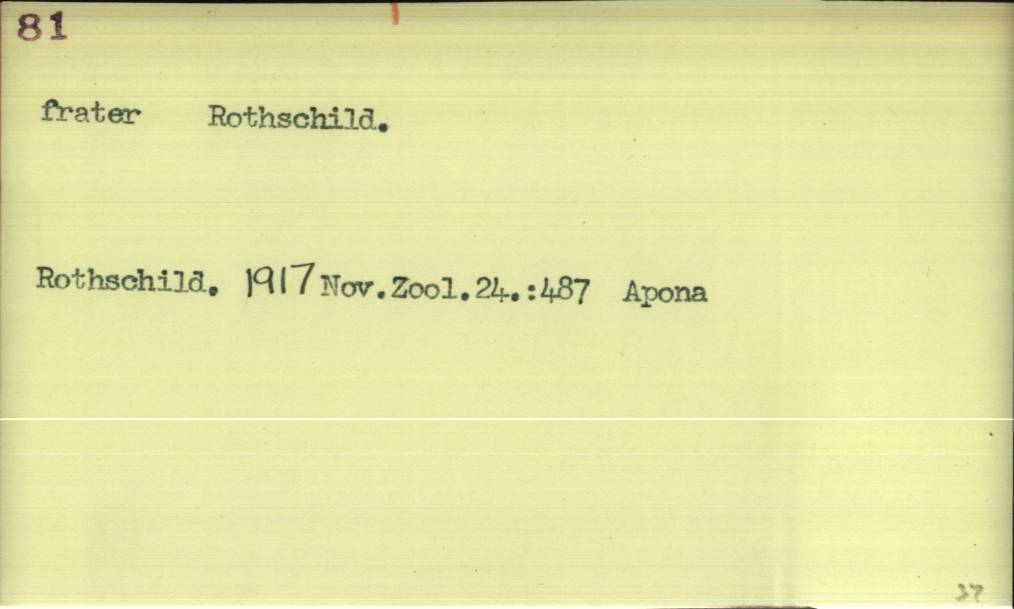 81
frater Rothschild.
Rothschild. 1917 Nov.Zool.24.:487 Apona
37